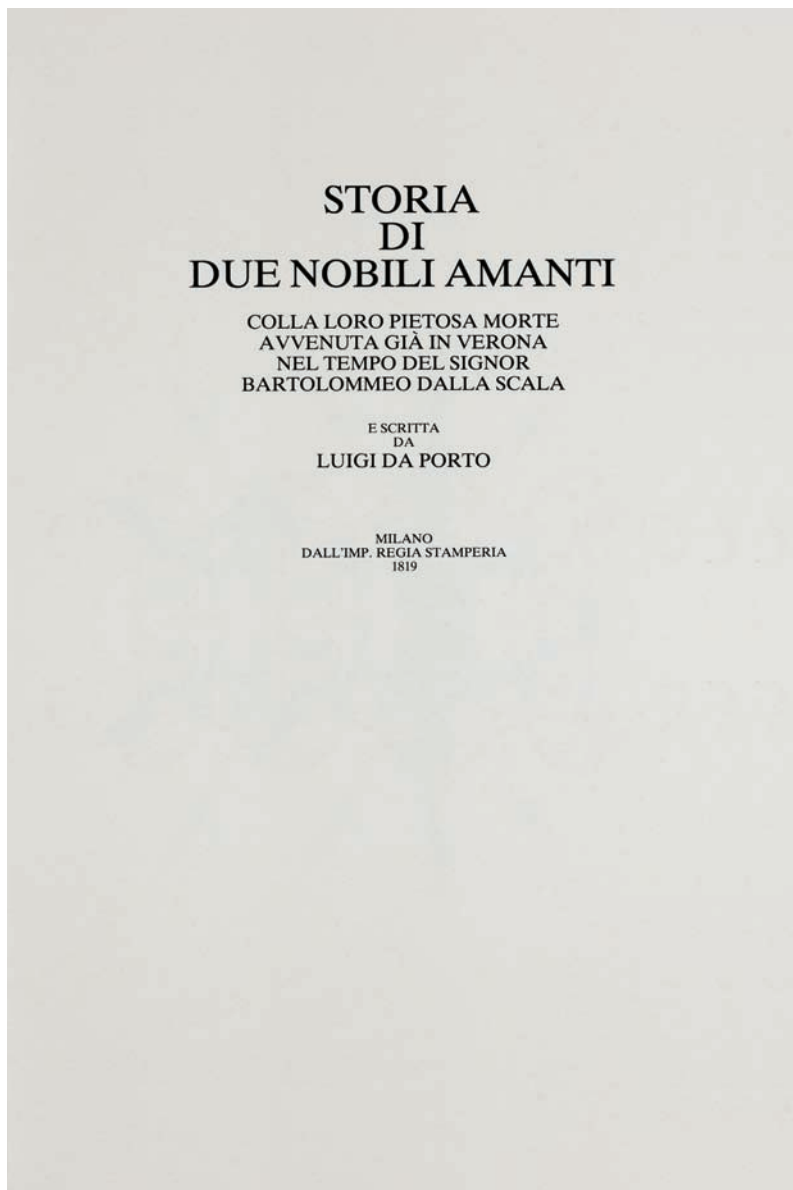 STORIA
DI
DUE NOBILI AMANTI
COLLA LORO PIETOSA MORTE
AVVENUTA GIÀ IN VERONA
NEL TEMPO DEL SIGNOR
BARTOLOMMEO DALLA SCALA
E SCRITTA
DA
LUIGI DA PORTO
MILANO
DALL'IMP. REGIA STAMPERIA
1819